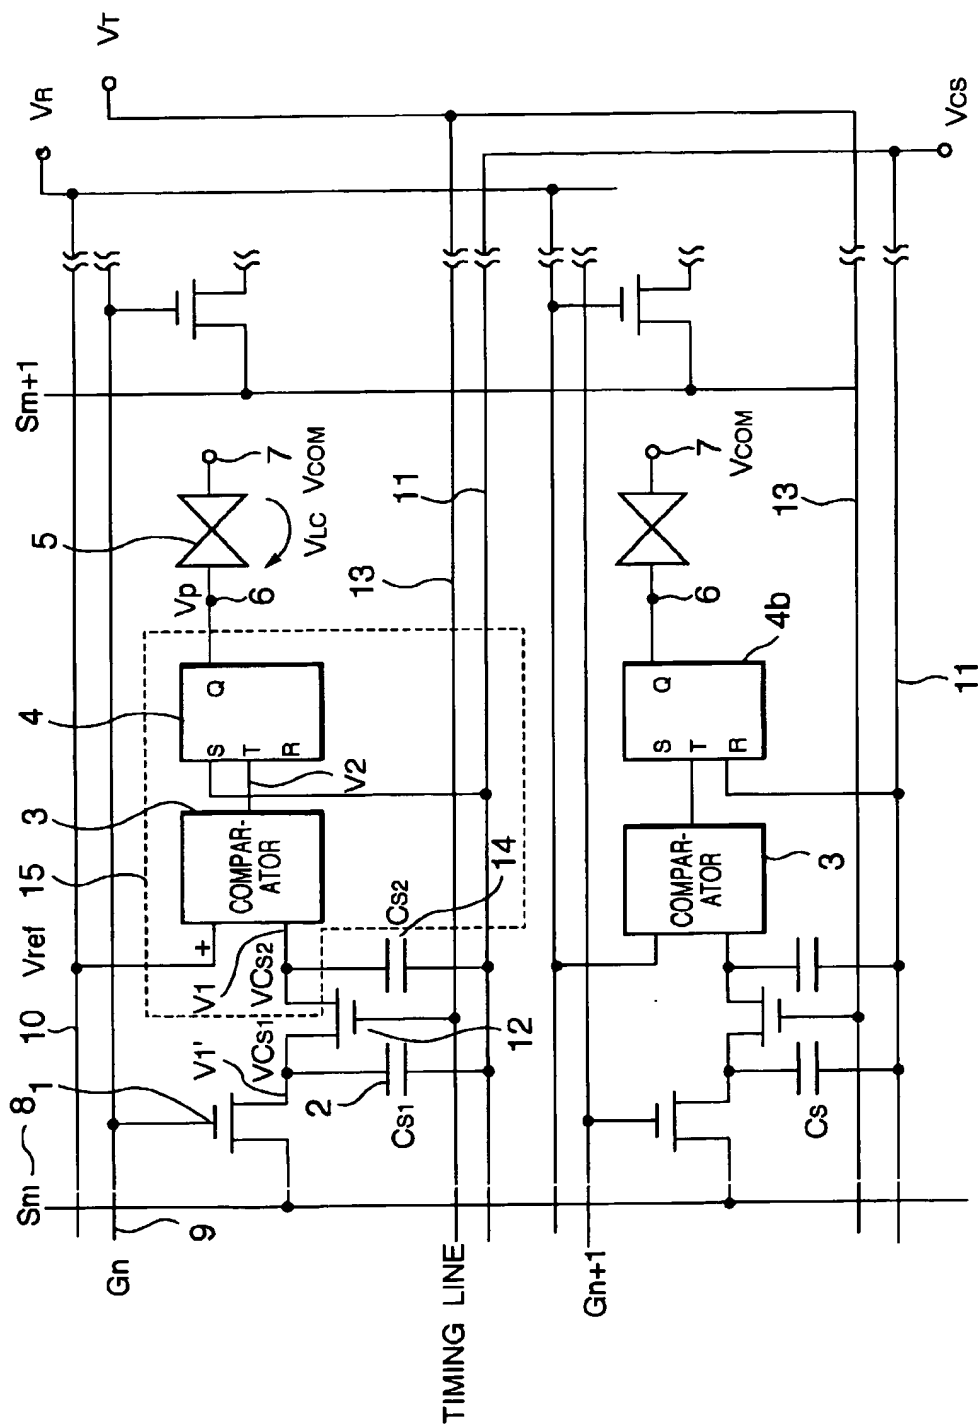 VR
VT
Sm+1
5
Vp
6
7
VCOM
VLC
11
13
4
Q
S
T
R
V2
3
COMPAR-
ATOR
15
Vref
+
10
V1
VCS2
CS2
14
12
V1'
VCS1
2
CS1
1
8
Sm
9
Gn
TIMING LINE
Gn+1
VCS
7
VCOM
6
13
4b
Q
S
T
R
11
COMPAR-
ATOR
3
CS